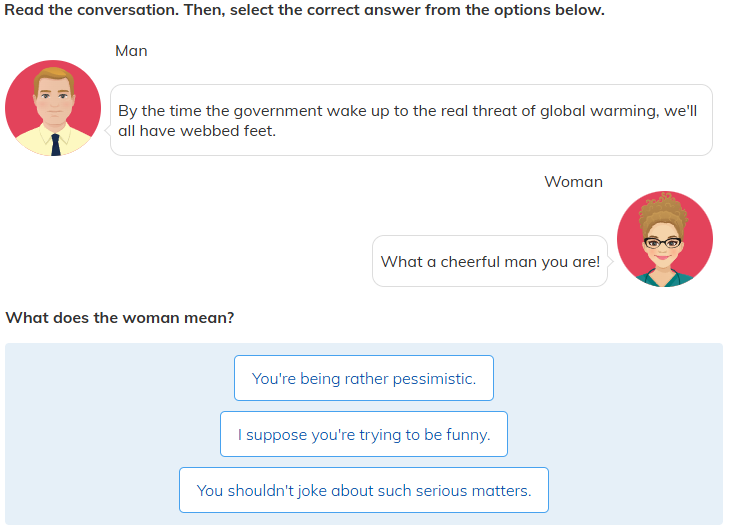 Read the conversation. Then, select the correct answer from the options below.
Man
By the time the government wake up to the real threat of global warming, we'll
all have webbed feet.
Woman
What a cheerful man you are!
What does the woman mean?
You're being rather pessimistic.
I suppose you're trying to be funny.
You shouldn't joke about such serious matters.